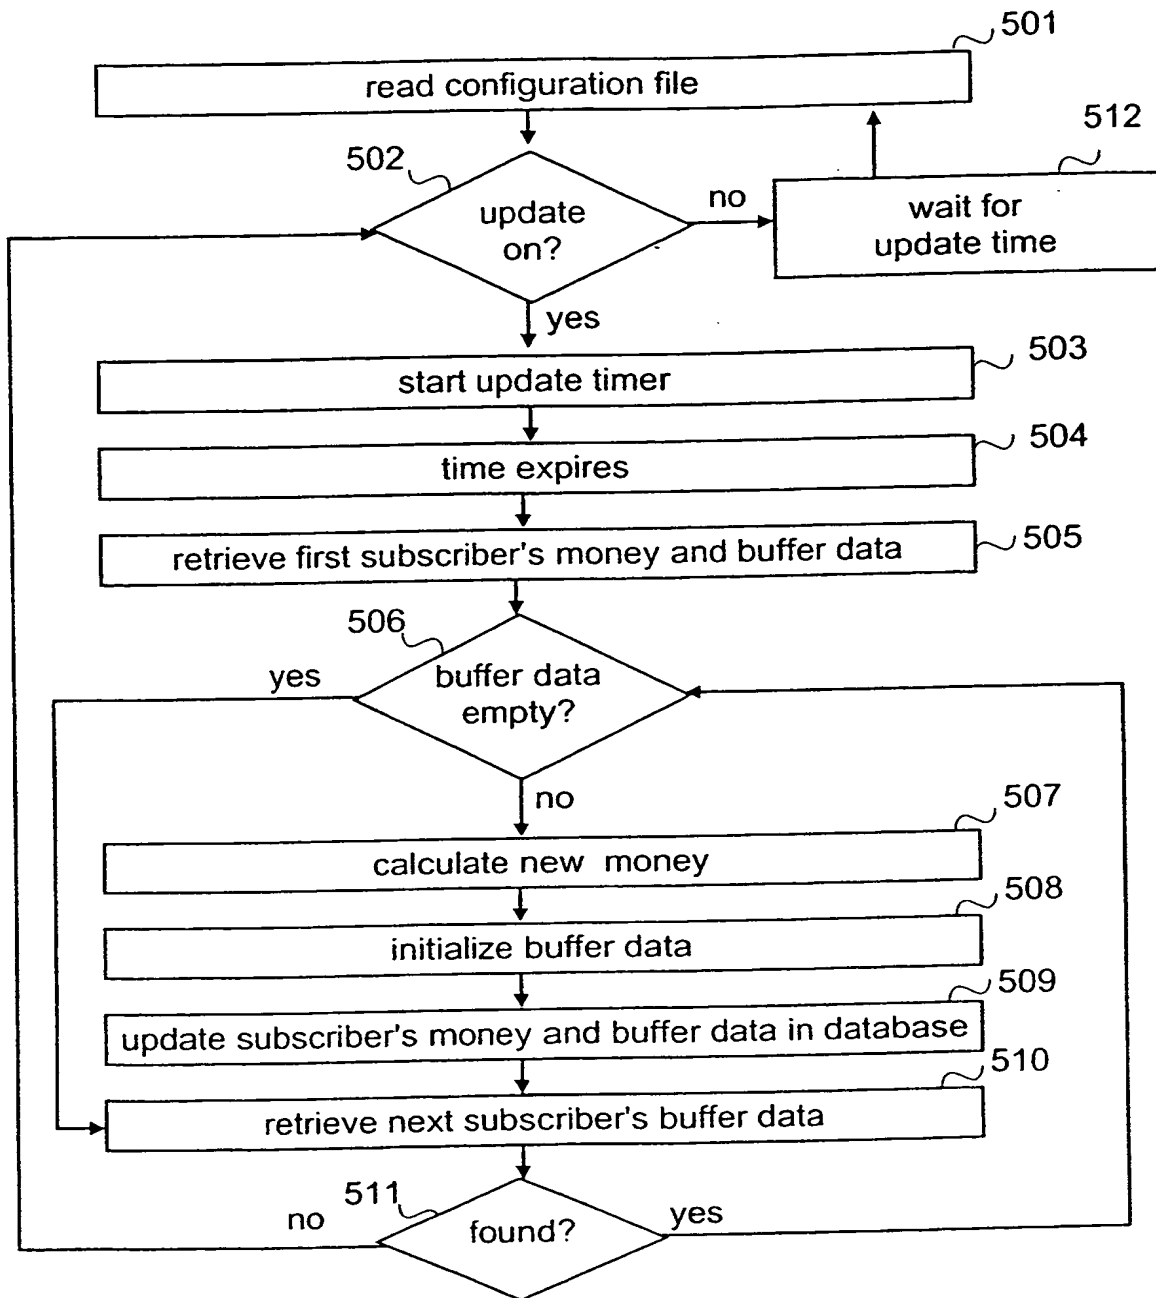 501
read configuration file
512
502
update
on?
no
wait for
update time
yes
503
start update timer
504
time expires
505
retrieve first subscriber's money and buffer data
506
yes
buffer data
empty?
no
507
calculate new money
508
initialize buffer data
509
update subscriber's money and buffer data in database
510
retrieve next subscriber's buffer data
511
no
found?
yes